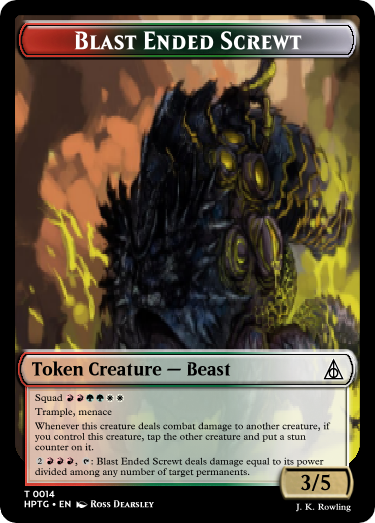 Blast Ended Screwt
Token Creature — Beast
Squad
Trample, menace
Whenever this creature deals combat damage to another creature, if
you control this creature, tap the other creature and put a stun
counter on it.
2 , : Blast Ended Screwt deals damage equal to its power
divided among any number of target permanents.
3/5
T 0014
HPTG • EN Ross Dearsley
J. K. Rowling